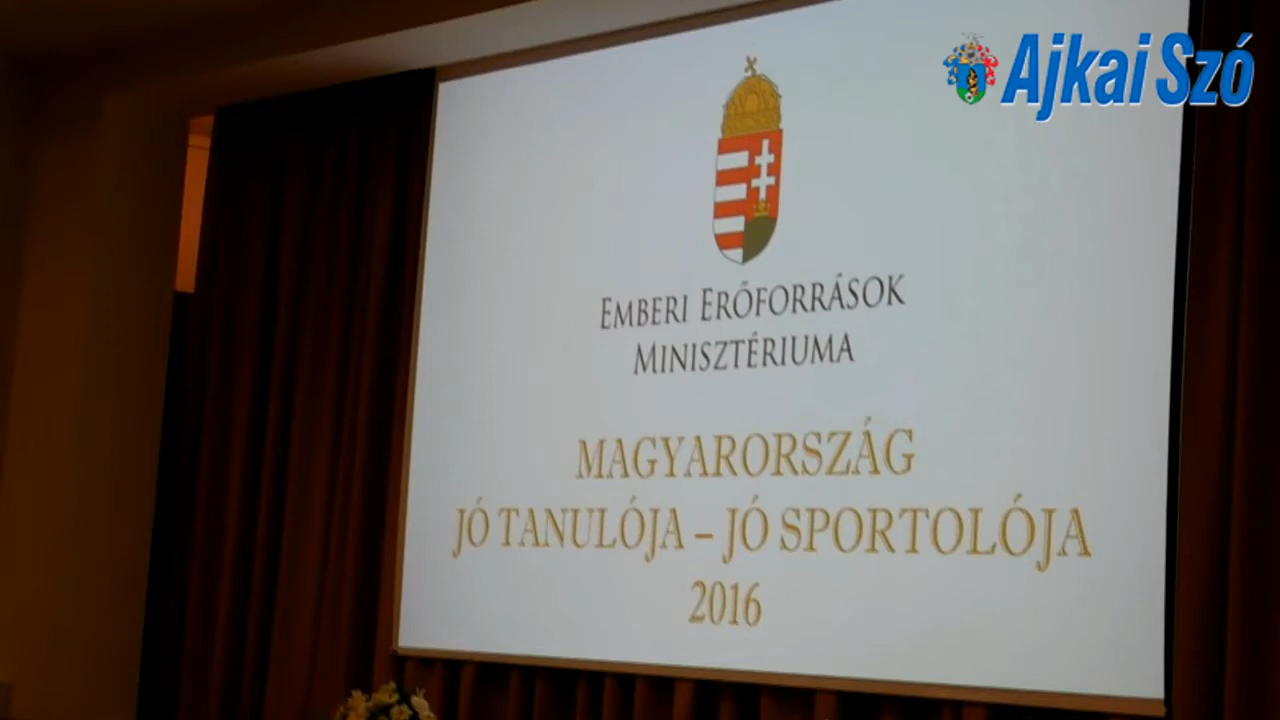 Ajkai Szó
EMBERI ERŐFORRÁSOK
MINISZTÉRIUMA
MAGYARORSZÁG
JÓ TANULÓJA – JÓ SPORTOLÓJA
2016